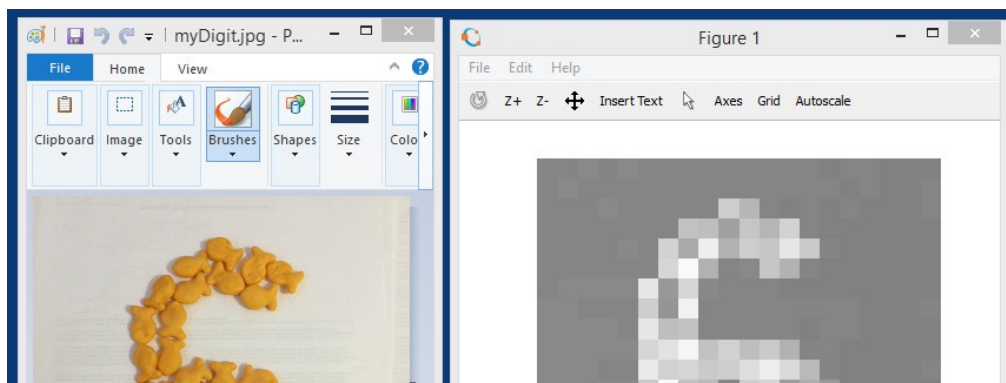 myDigit.jpg - P...
File Home View
Clipboard Image Tools Brushes Shapes Size Colo
Figure 1
File Edit Help
Z+ Z- Insert Text Axes Grid Autoscale